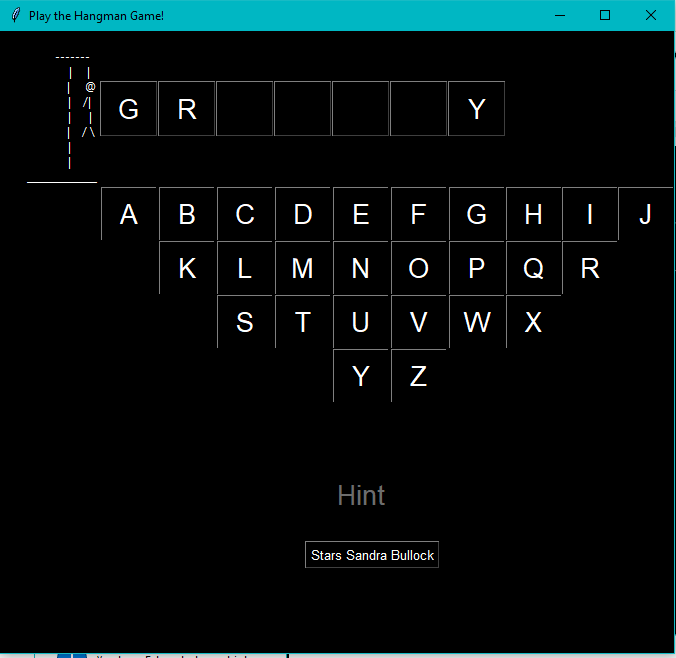 Play the Hangman Game!
G R Y
A B C D E F G H I J
K L M N O P Q R
S T U V W X
Y Z
Hint
Stars Sandra Bullock